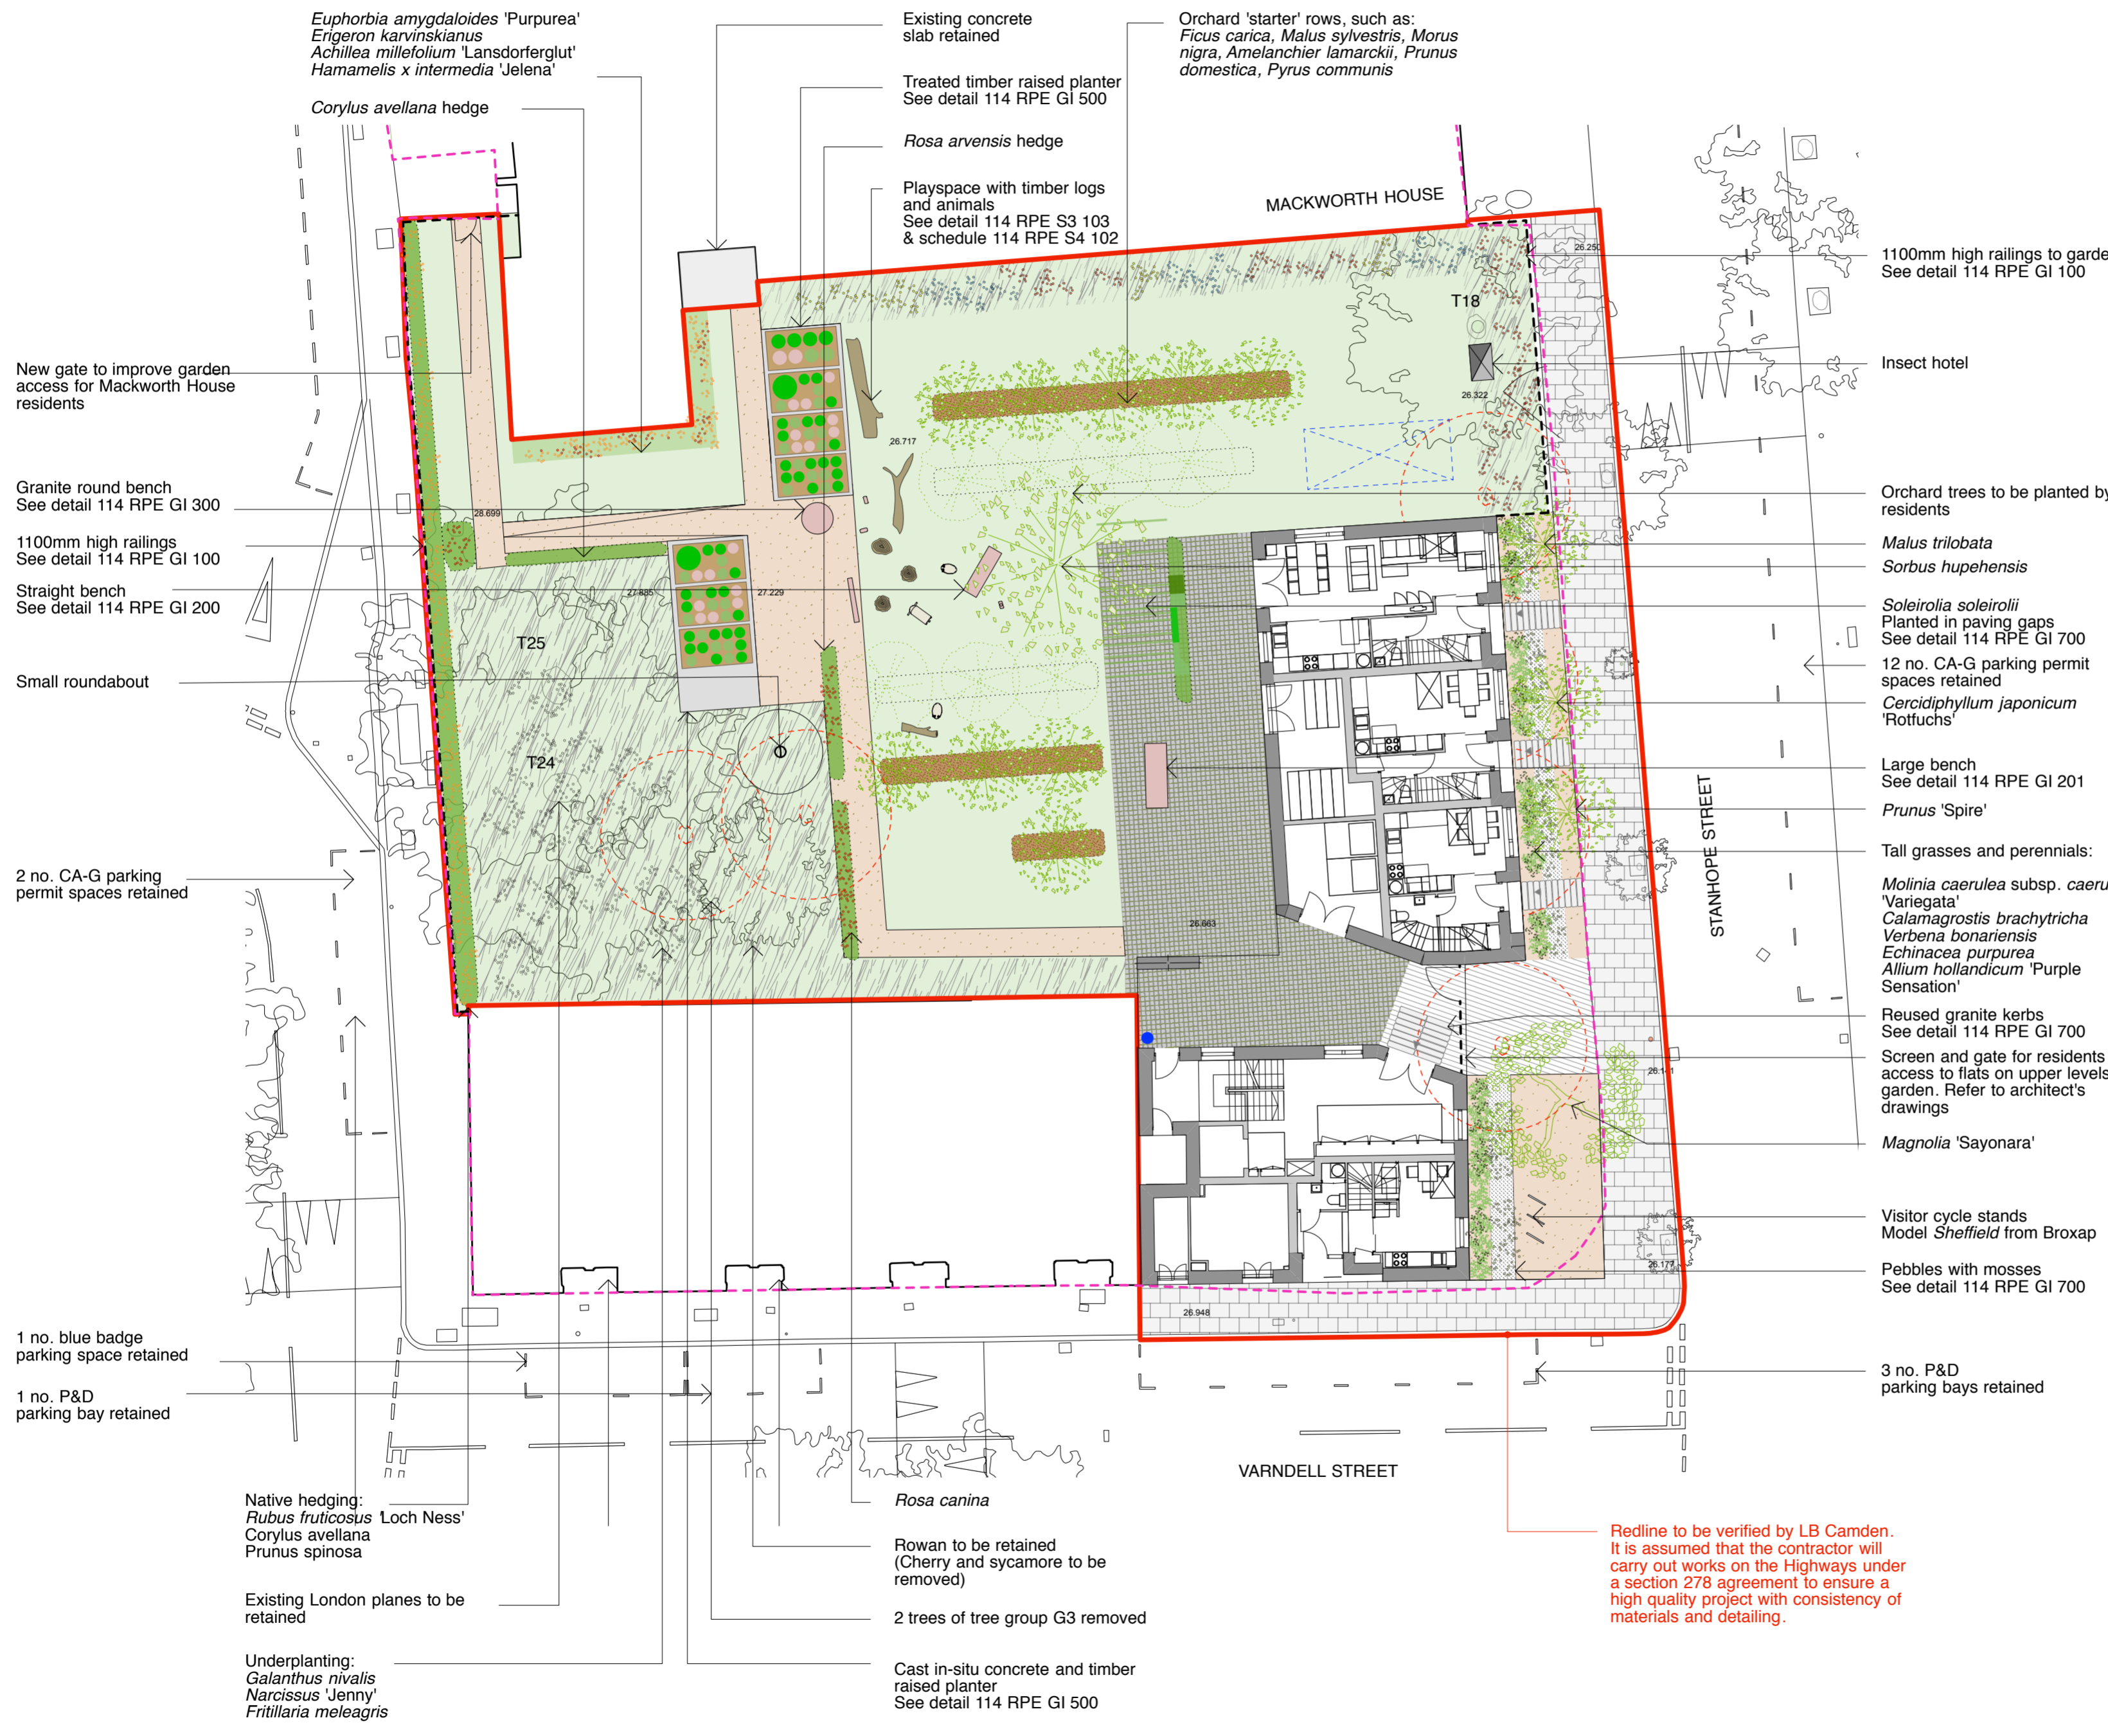 Euphorbia amygdaloides 'Purpurea'
Erigeron karvinskianus
Achillea millefolium 'Lansdorferglut'
Hamamelis x intermedia 'Jelena'
Corylus avellana hedge
Existing concrete
slab retained
Treated timber raised planter
See detail 114 RPE GI 500
Rosa arvensis hedge
Playspace with timber logs
and animals
See detail 114 RPE S3 103
& schedule 114 RPE S4 102
Orchard 'starter' rows, such as:
Ficus carica, Malus sylvestris, Morus
nigra, Amelanchier lamarckii, Prunus
domestica, Pyrus communis
MACKWORTH HOUSE
26.250
T18
26.322
26.717
28.699
27.885
27.229
T25
T24
26.663
26.177
26.948
STANHOPE STREET
VARNDELL STREET
New gate to improve garden
access for Mackworth House
residents
Granite round bench
See detail 114 RPE GI 300
1100mm high railings
See detail 114 RPE GI 100
Straight bench
See detail 114 RPE GI 200
Small roundabout
2 no. CA-G parking
permit spaces retained
1 no. blue badge
parking space retained
1 no. P&D
parking bay retained
1100mm high railings to garde
See detail 114 RPE GI 100
Insect hotel
Orchard trees to be planted by
residents
Malus trilobata
Sorbus hupehensis
Soleirolia soleirolii
Planted in paving gaps
See detail 114 RPE GI 700
12 no. CA-G parking permit
spaces retained
Cercidiphyllum japonicum
'Rotfuchs'
Large bench
See detail 114 RPE GI 201
Prunus 'Spire'
Tall grasses and perennials:
Molinia caerulea subsp. caeru
'Variegata'
Calamagrostis brachytricha
Verbena bonariensis
Echinacea purpurea
Allium hollandicum 'Purple
Sensation'
Reused granite kerbs
See detail 114 RPE GI 700
Screen and gate for residents
access to flats on upper levels
garden. Refer to architect's
drawings
Magnolia 'Sayonara'
Visitor cycle stands
Model Sheffield from Broxap
Pebbles with mosses
See detail 114 RPE GI 700
3 no. P&D
parking bays retained
Native hedging:
Rubus fruticosus 'Loch Ness'
Corylus avellana
Prunus spinosa
Existing London planes to be
retained
Underplanting:
Galanthus nivalis
Narcissus 'Jenny'
Fritillaria meleagris
Rosa canina
Rowan to be retained
(Cherry and sycamore to be
removed)
2 trees of tree group G3 removed
Cast in-situ concrete and timber
raised planter
See detail 114 RPE GI 500
Redline to be verified by LB Camden.
It is assumed that the contractor will
carry out works on the Highways under
a section 278 agreement to ensure a
high quality project with consistency of
materials and detailing.